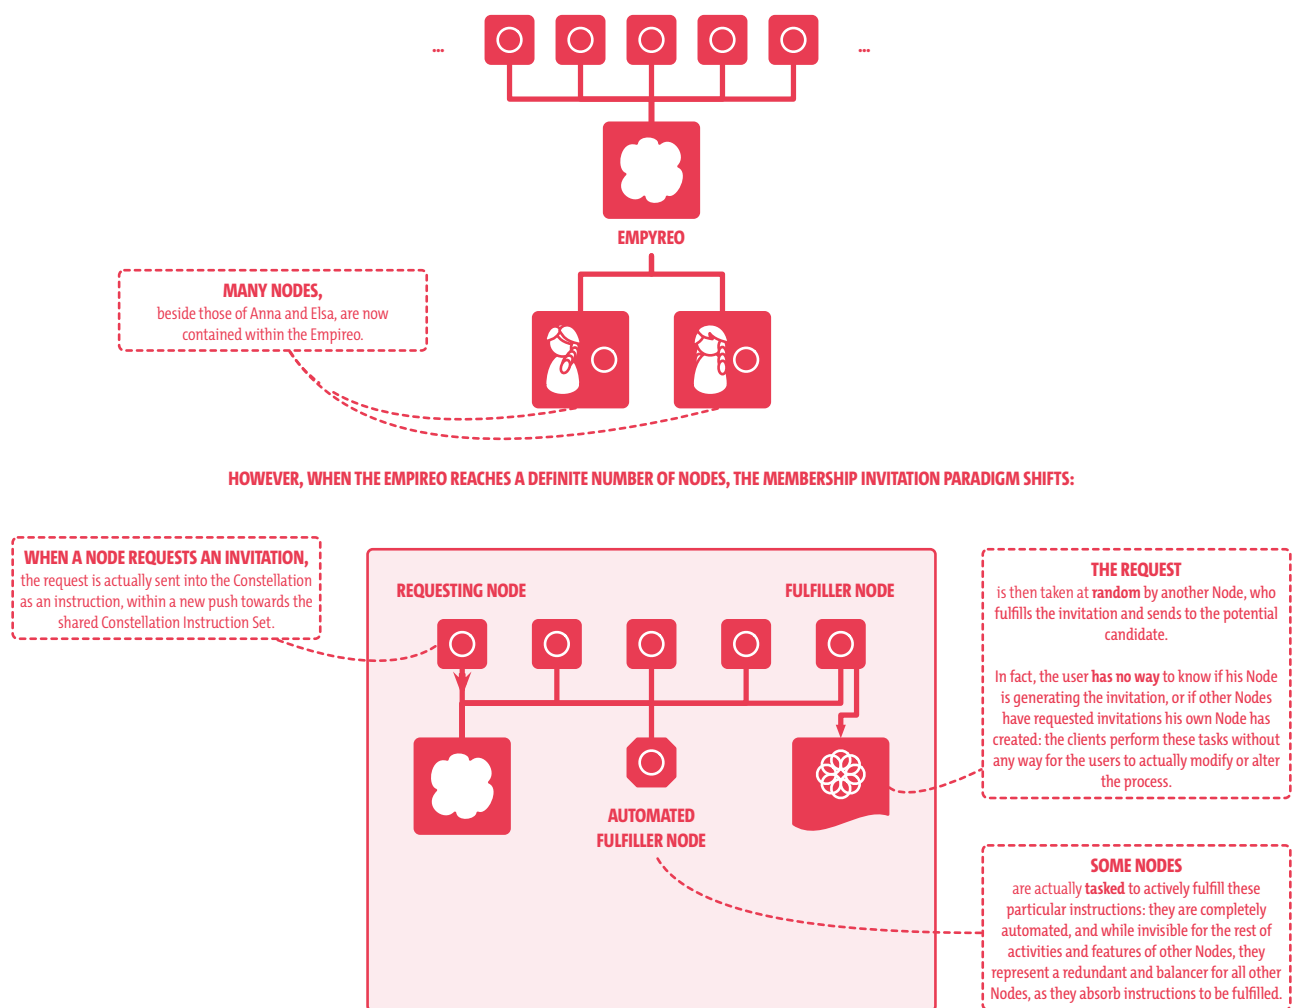 ...
...
EMPYREO
MANY NODES,
beside those of Anna and Elsa, are now
contained within the Empireo.
HOWEVER, WHEN THE EMPIREO REACHES A DEFINITE NUMBER OF NODES, THE MEMBERSHIP INVITATION PARADIGM SHIFTS:
WHEN A NODE REQUESTS AN INVITATION,
the request is actually sent into the Constellation
as an instruction, within a new push towards the
shared Constellation Instruction Set.
REQUESTING NODE
FULFILLER NODE
AUTOMATED
FULFILLER NODE
THE REQUEST
is then taken at random by another Node, who
fulfills the invitation and sends to the potential
candidate.
In fact, the user has no way to know if his Node
is generating the invitation, or if other Nodes
have requested invitations his own Node has
created: the clients perform these tasks without
any way for the users to actually modify or alter
the process.
SOME NODES
are actually tasked to actively fulfill these
particular instructions: they are completely
automated, and while invisible for the rest of
activities and features of other Nodes, they
represent a redundant and balancer for all other
Nodes, as they absorb instructions to be fulfilled.